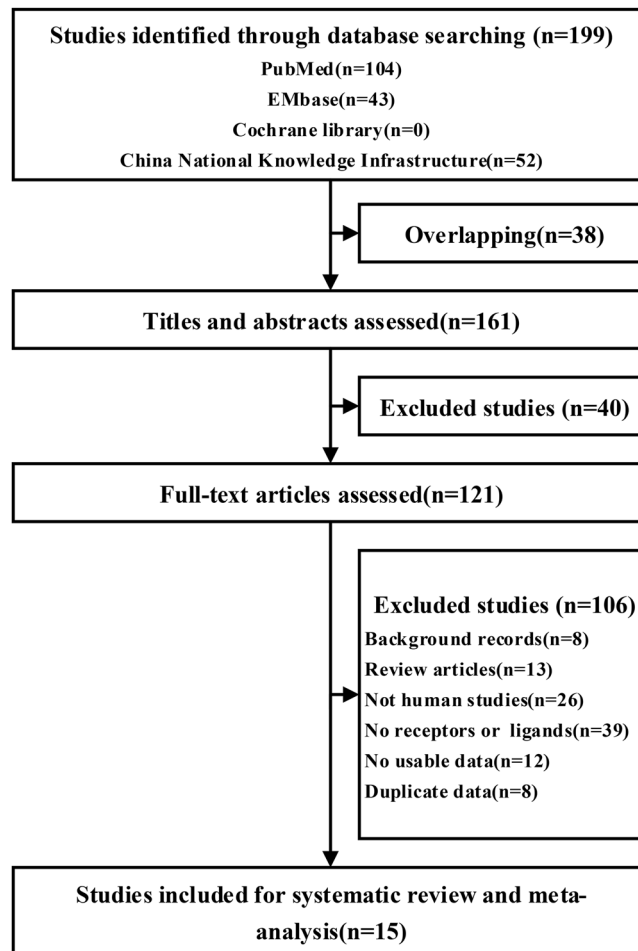 Studies identified through database searching (n=199)
PubMed(n=104)
EMbase(n=43)
Cochrane library(n=0)
China National Knowledge Infrastructure(n=52)
Overlapping(n=38)
Titles and abstracts assessed(n=161)
Excluded studies (n=40)
Full-text articles assessed(n=121)
Excluded studies (n=106)
Background records(n=8)
Review articles(n=13)
Not human studies(n=26)
No receptors or ligands(n=39)
No usable data(n=12)
Duplicate data(n=8)
Studies included for systematic review and meta-
analysis(n=15)